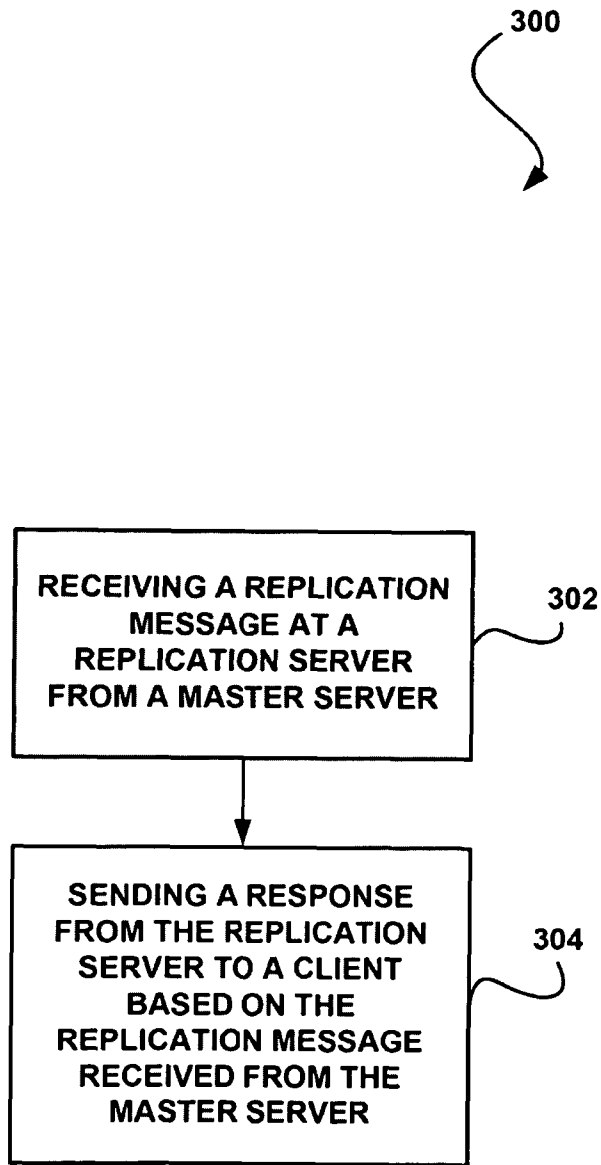 300
RECEIVING A REPLICATION
MESSAGE AT A
REPLICATION SERVER
FROM A MASTER SERVER
302
SENDING A RESPONSE
FROM THE REPLICATION
SERVER TO A CLIENT
BASED ON THE
REPLICATION MESSAGE
RECEIVED FROM THE
MASTER SERVER
304